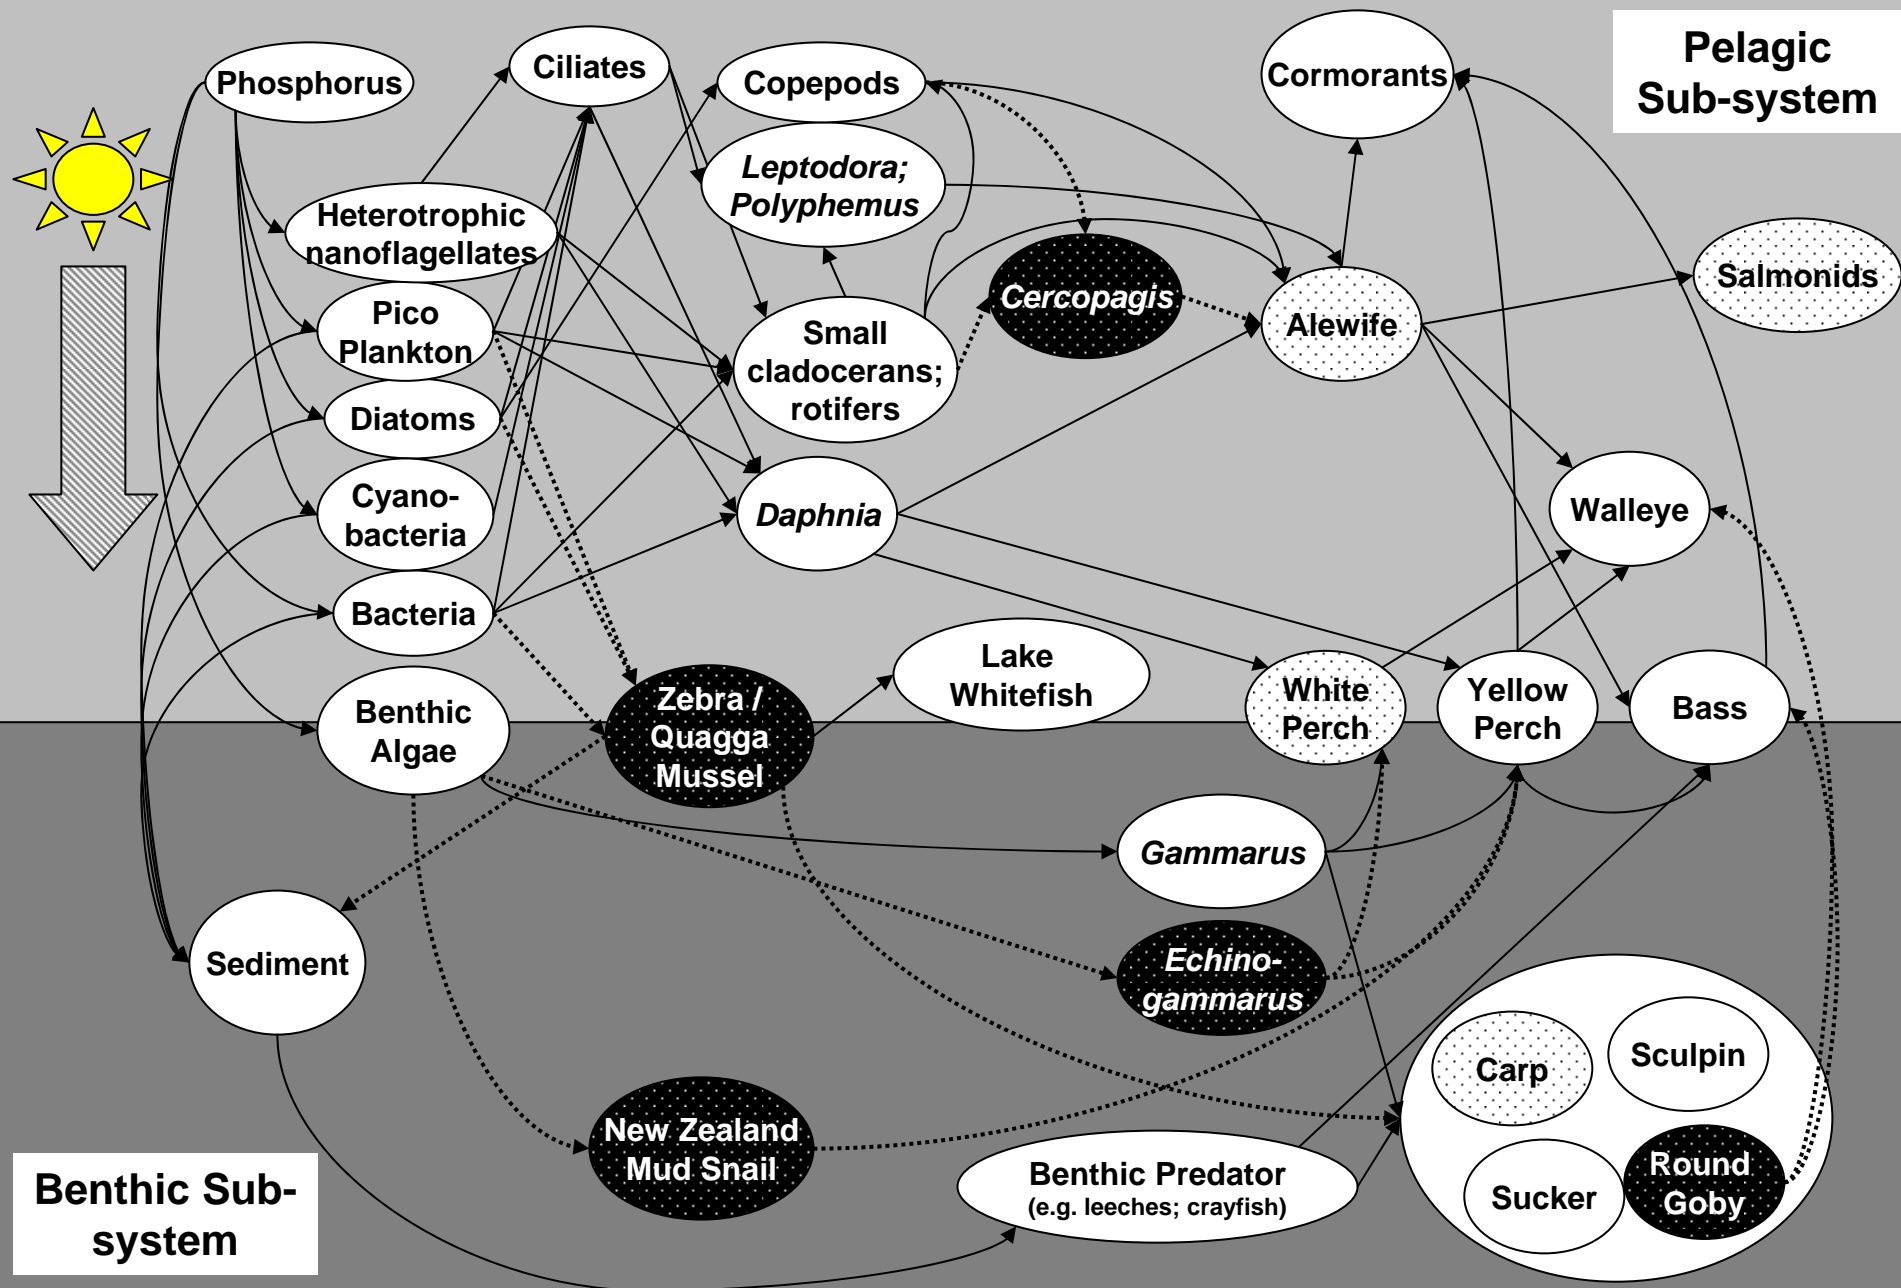 Pelagic
Sub-system
Phosphorus
Ciliates
Copepods
Cormorants
Leptodora;
Polyphemus
Heterotrophic
nanoflagellates
Cercopagis
Salmonids
Pico
Plankton
Small
cladocerans;
rotifers
Alewife
Diatoms
Cyano-
bacteria
Daphnia
Walleye
Bacteria
Lake
Whitefish
Benthic
Algae
Zebra /
Quagga
Mussel
White
Perch
Yellow
Perch
Bass
Gammarus
Sediment
Echino-
gammarus
Carp
Sculpin
New Zealand
Mud Snail
Benthic Predator
(e.g. leeches; crayfish)
Sucker
Round
Goby
Benthic Sub-
system